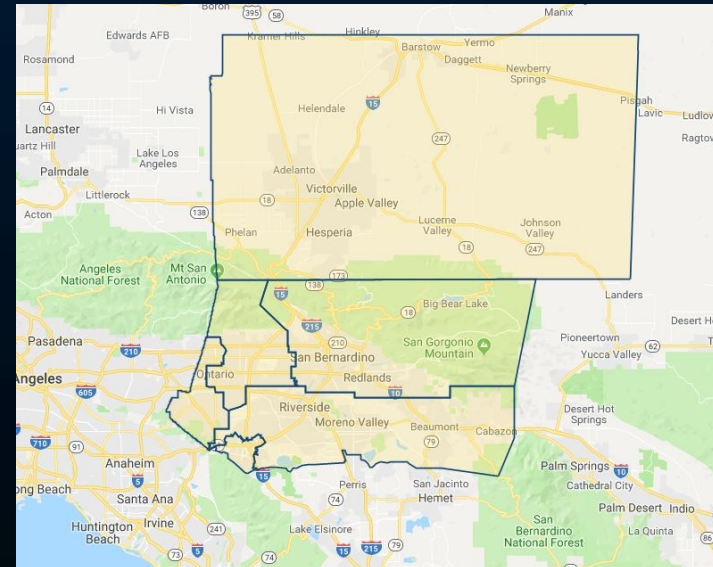 Boron
395
58
Manix
Edwards AFB
Kramer Hills
Hinkley
Barstow
Yermo
Daggett
Rosamond
Newberry
Springs
14
Hi Vista
Helendale
15
Pisgah
Lavic
Ludlow
Lancaster
uartz Hill
247
Ragtow
Lake Los
Angeles
Palmdale
Adelanto
Littlerock
18
Victorville
Apple Valley
Acton
138
Phelan
Hesperia
Lucerne
Valley
Johnson
Valley
18
247
Angeles
National Forest
Mt San
Antonio
173
138
15
Landers
Big Bear Lake
18
215
Desert H
Pasadena
210
210
San Gorgonio
Mountain
Pioneertown
62
T
Yucca Valley
San Bernardino
Angeles
Ontario
Redlands
605
10
Riverside
Desert Hot
Springs
Moreno Valley
Beaumont
Cabazon
710
91
79
Anaheim
5
15
Palm Springs
10
Perris
San Jacinto
Cathedral City
ong Beach
Santa Ana
74
Hemet
Palm Desert
Indio
Huntington
Beach
Irvine
241
Lake Elsinore
San
Bernardino
National Forest
La Quinta
86
73
5
74
15
215
79